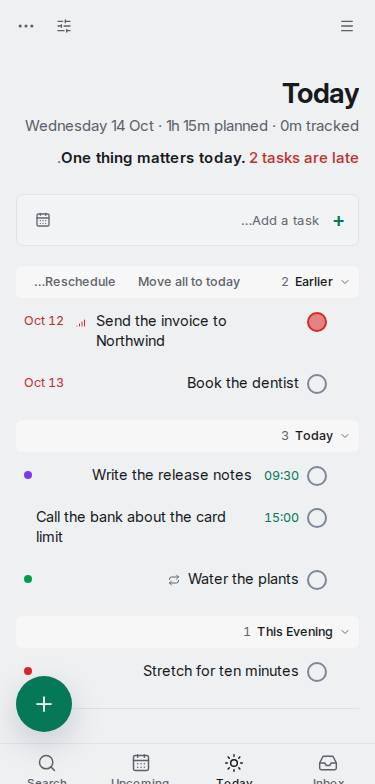 Today
Wednesday 14 Oct · 1h 15m planned · 0m tracked
One thing matters today. 2 tasks are late.
Add a task...
Earlier 2 Move all to today Reschedule...
Send the invoice to
Northwind
Oct 12
Book the dentist
Oct 13
Today 3
09:30 Write the release notes
15:00 Call the bank about the card
limit
Water the plants
This Evening 1
Stretch for ten minutes
Inbox Today Upcoming Search